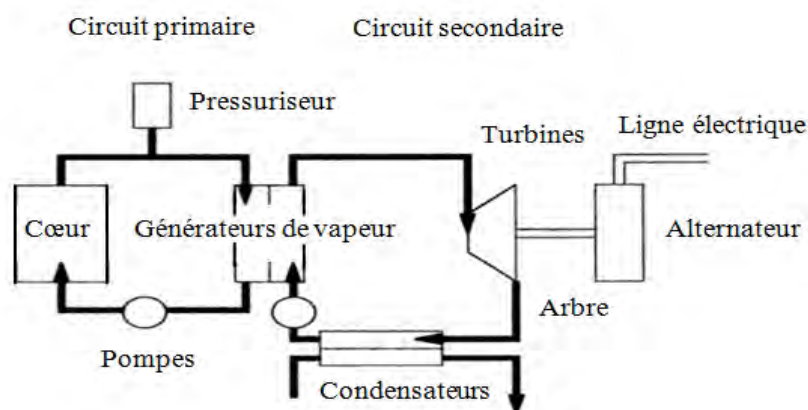 Circuit primaire
Circuit secondaire
Pressuriseur
Turbines
Ligne électrique
Cœur
Générateurs de vapeur
Alternateur
Arbre
Pompes
Condensateurs